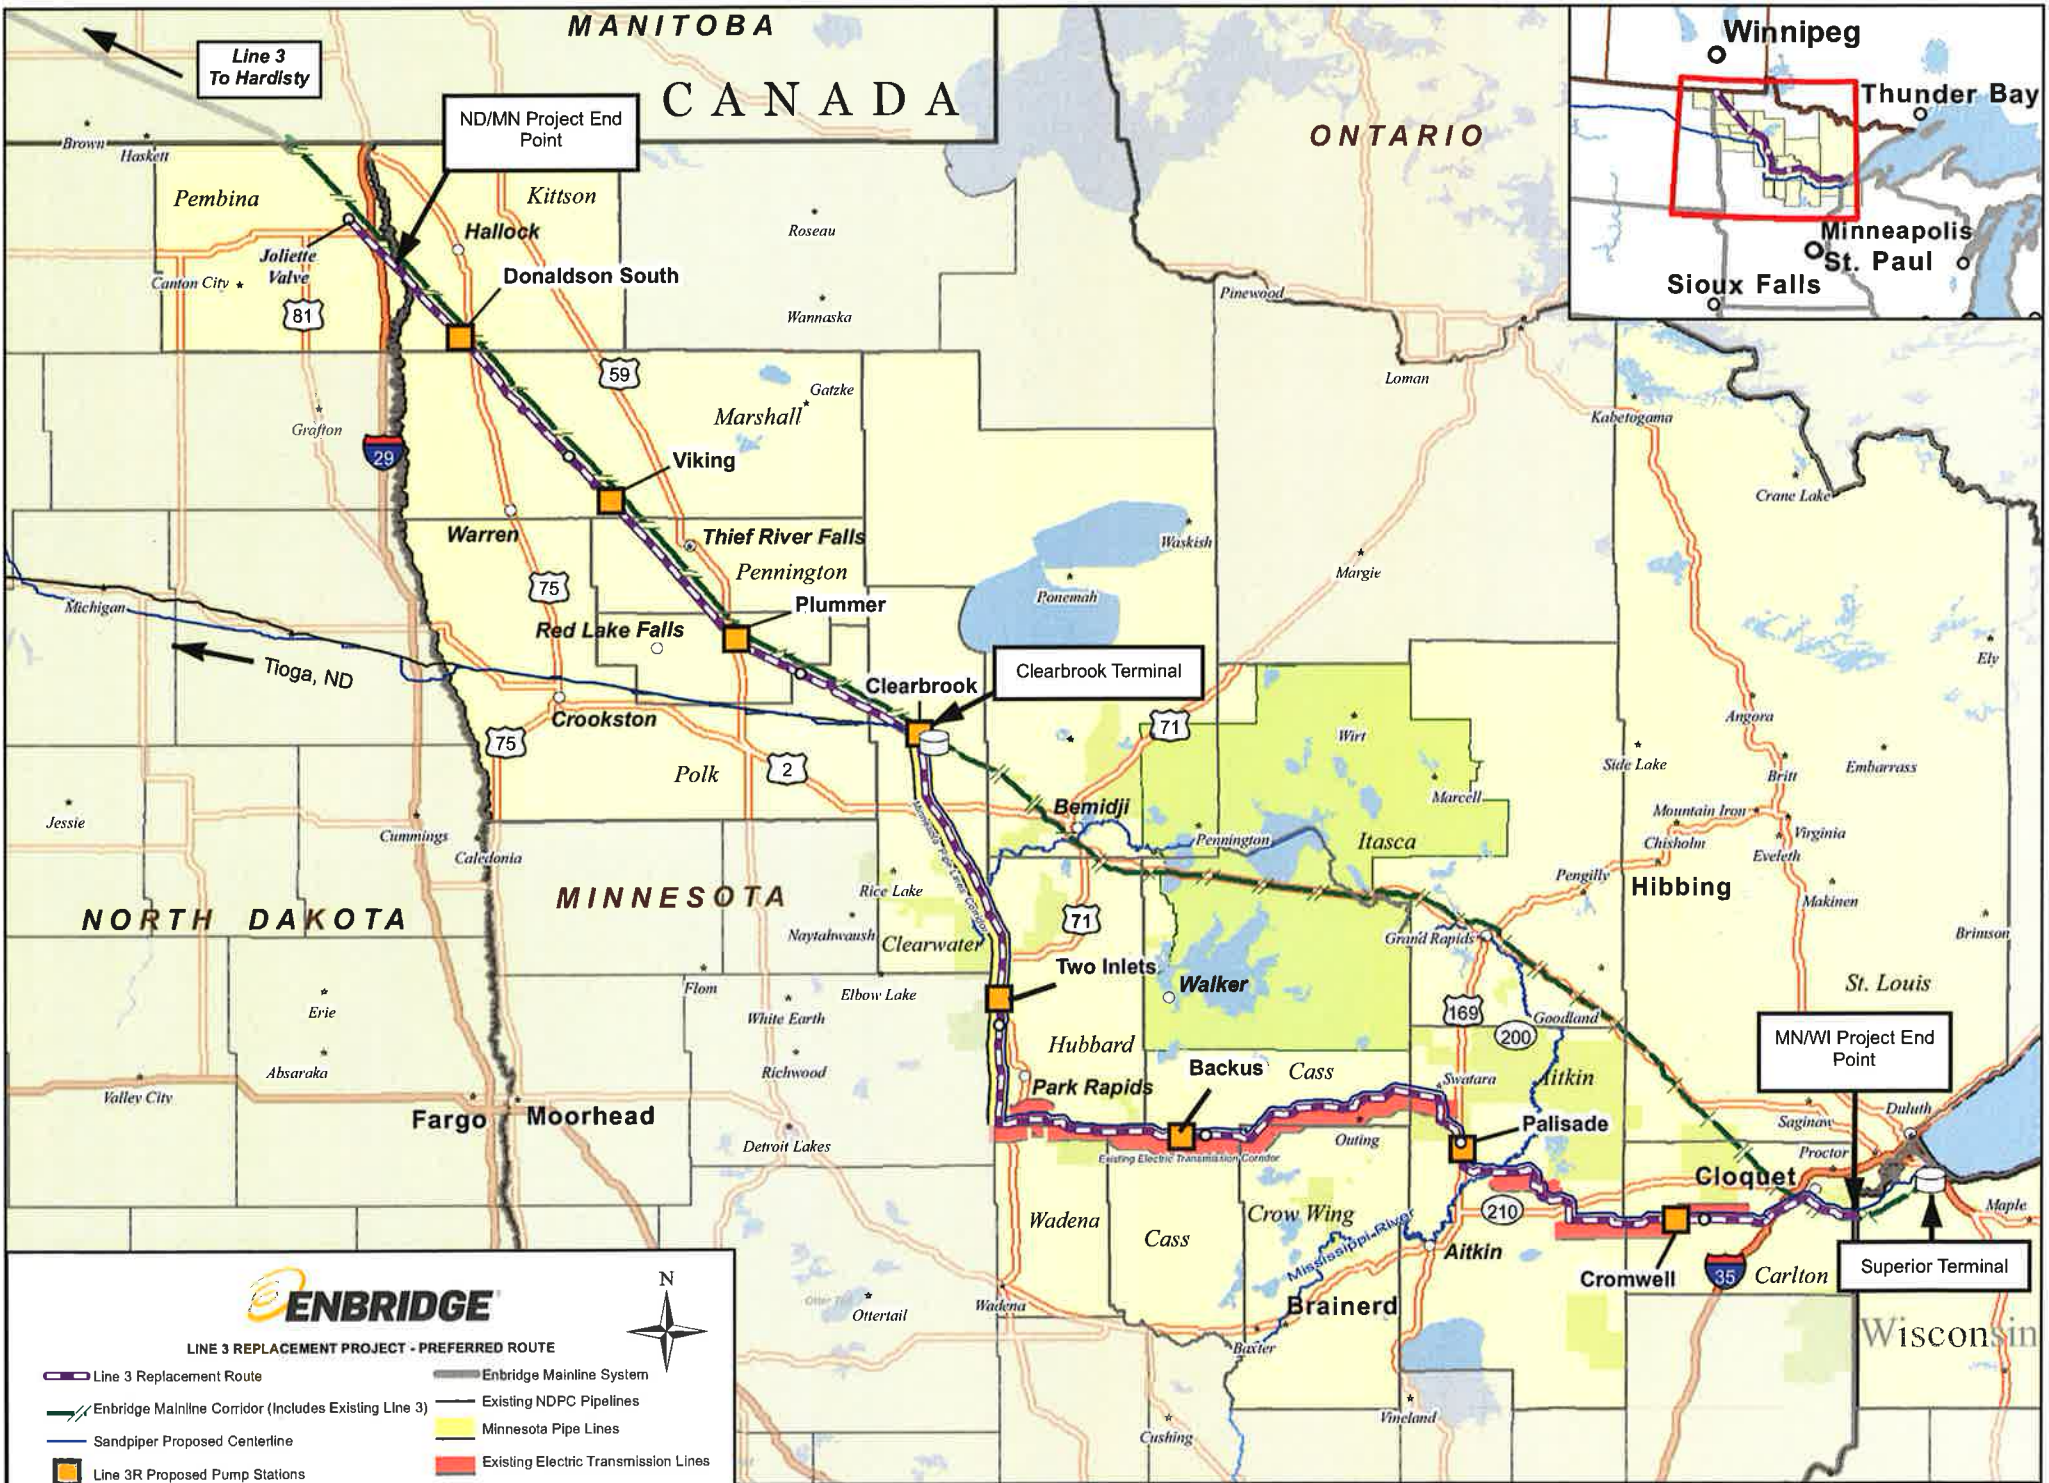 MANITOBA
CANADA
ONTARIO
Line 3
To Hardisty
ND/MN Project End
Point
Winnipeg
Thunder Bay
Minneapolis
St. Paul
Sioux Falls
Brown
Haskett
Pembina
Kittson
Hallock
Roseau
Joliette
Valve
Donaldson South
Canton City
81
Wannaska
Pinewood
59
Loman
Gatzke
Marshall
Grafton
Kabetogama
29
Viking
Crane Lake
Warren
Thief River Falls
Waskish
Pennington
Margie
75
Ponemah
Michigan
Plummer
Red Lake Falls
Ely
Tioga, ND
Clearbrook
Clearbrook Terminal
Crookston
71
Wirt
Angora
75
Side Lake
Embarrass
Polk
2
Britt
Marcell
Bemidji
Mountain Iron
Jessie
Cummings
Pennington
Itasca
Virginia
Chisholm
Caledonia
Eveleth
Minnesota Pipe Lines Corridor
Rice Lake
Pengilly
Hibbing
MINNESOTA
Makinen
NORTH DAKOTA
71
Naytahwaush
Clearwater
Grand Rapids
Brimson
Two Inlets
Flom
Elbow Lake
Walker
St. Louis
Erie
White Earth
169
Goodland
200
MN/WI Project End
Point
Hubbard
Absaraka
Richwood
Backus
Cass
Swatara
Aitkin
Park Rapids
Valley City
Duluth
Fargo
Moorhead
Saginaw
Palisade
Outing
Detroit Lakes
Existing Electric Transmission Corridor
Proctor
Cloquet
Wadena
Crow Wing
210
Maple
Cass
Mississippi River
Aitkin
Superior Terminal
Cromwell
35
Carlton
Otter Tail
Ottertail
Wadena
Brainerd
Baxter
Wisconsin
Vineland
Cushing
ENBRIDGE
N
LINE 3 REPLACEMENT PROJECT - PREFERRED ROUTE
Line 3 Replacement Route
Enbridge Mainline System
Enbridge Mainline Corridor (Includes Existing Line 3)
Existing NDPC Pipelines
Sandpiper Proposed Centerline
Minnesota Pipe Lines
Line 3R Proposed Pump Stations
Existing Electric Transmission Lines